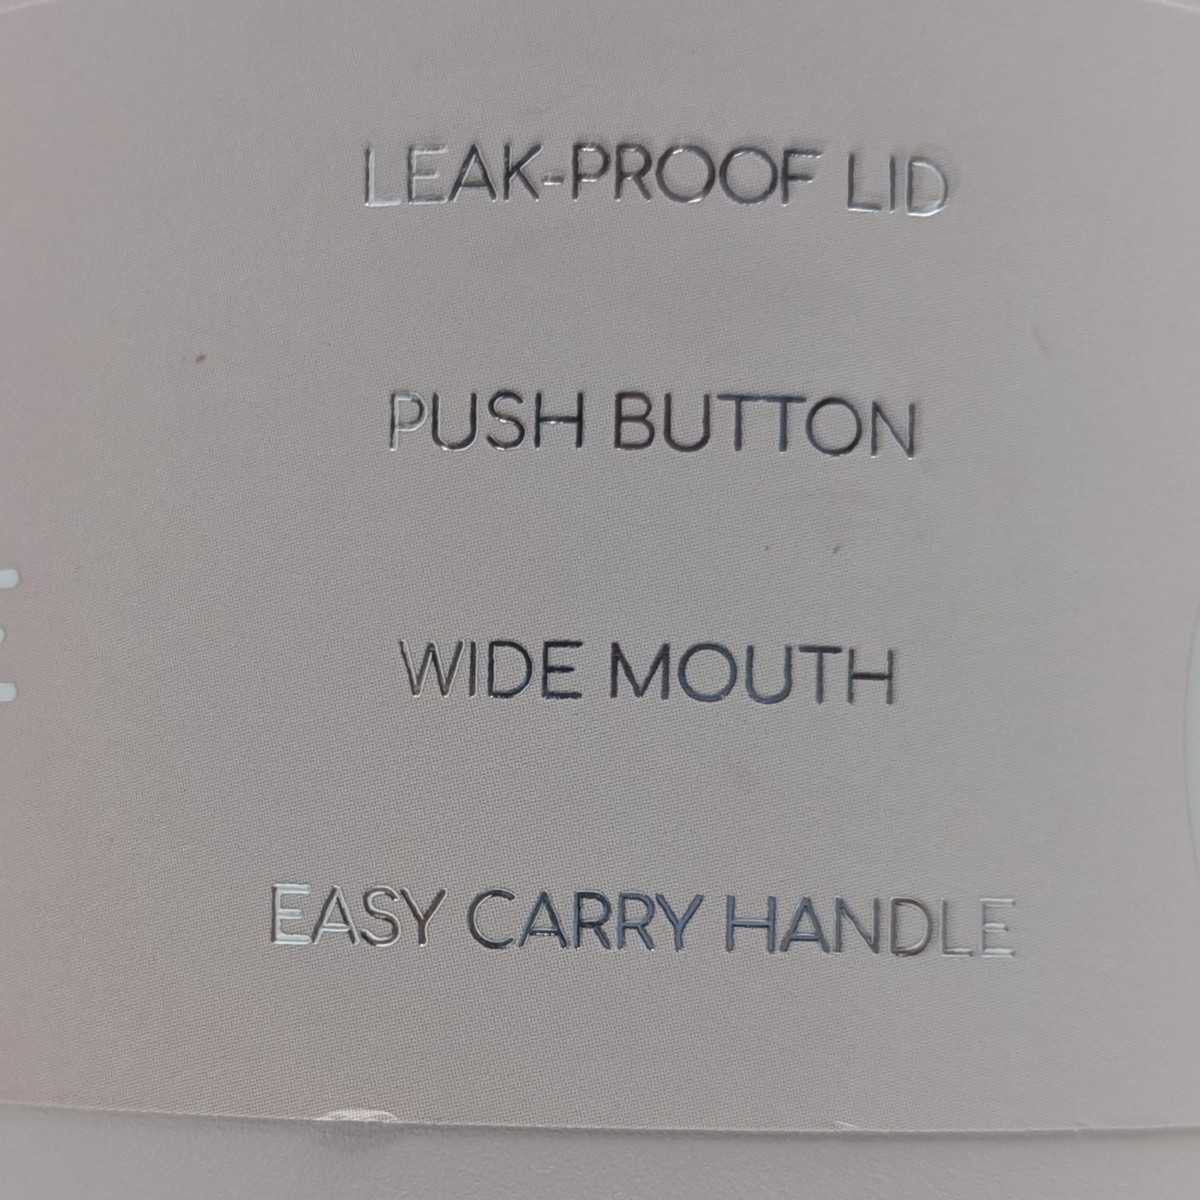 LEAK-PROOF LID
PUSH BUTTON
WIDE MOUTH
EASY CARRY HANDLE